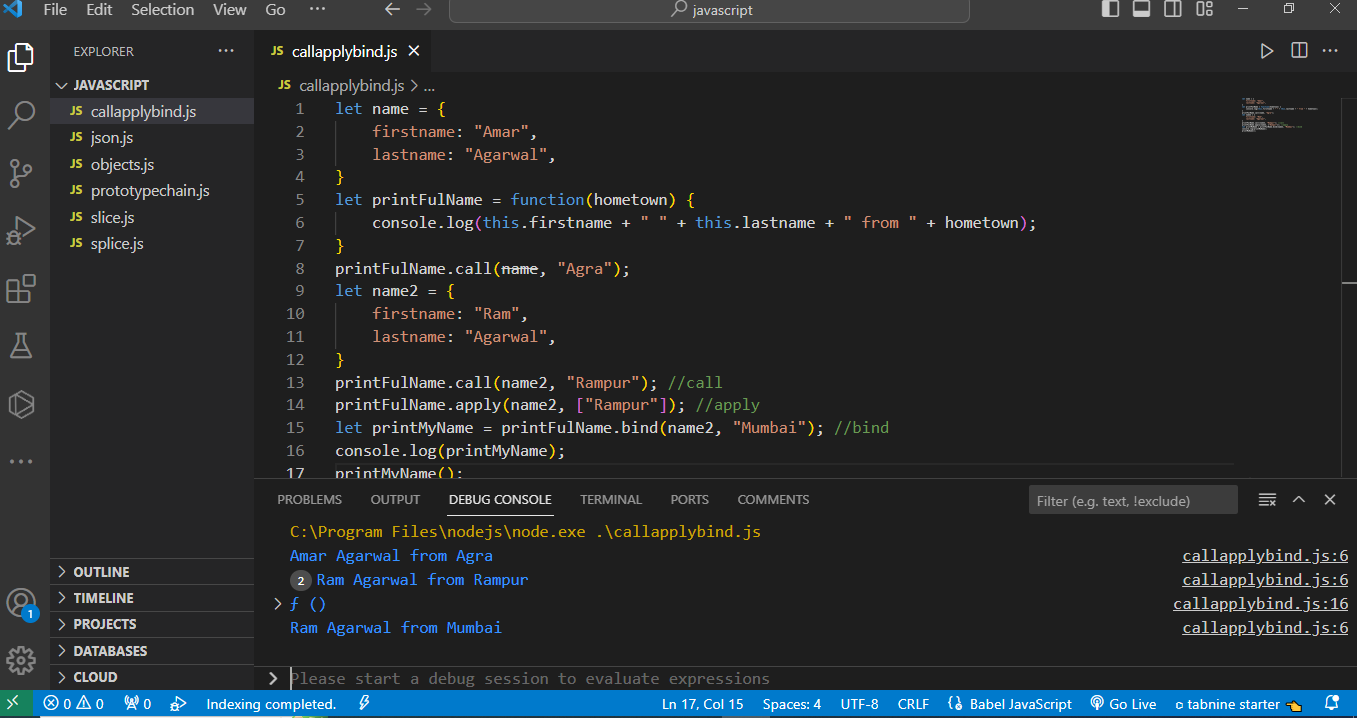 File Edit Selection View Go ··· ← → javascript
EXPLORER ···
JAVASCRIPT
JS callapplybind.js
JS json.js
JS objects.js
JS prototypechain.js
JS slice.js
JS splice.js
OUTLINE
TIMELINE
PROJECTS
DATABASES
CLOUD
1
JS callapplybind.js ×
JS callapplybind.js > ...
1 let name = {
2     firstname: "Amar",
3     lastname: "Agarwal",
4 }
5 let printFulName = function(hometown) {
6     console.log(this.firstname + " " + this.lastname + " from " + hometown);
7 }
8 printFulName.call(name, "Agra");
9 let name2 = {
10     firstname: "Ram",
11     lastname: "Agarwal",
12 }
13 printFulName.call(name2, "Rampur"); //call
14 printFulName.apply(name2, ["Rampur"]); //apply
15 let printMyName = printFulName.bind(name2, "Mumbai"); //bind
16 console.log(printMyName);
17 printMyName();
PROBLEMS OUTPUT DEBUG CONSOLE TERMINAL PORTS COMMENTS Filter (e.g. text, !exclude)
C:\Program Files\nodejs\node.exe .\callapplybind.js
Amar Agarwal from Agra callapplybind.js:6
2 Ram Agarwal from Rampur callapplybind.js:6
> ƒ () callapplybind.js:16
Ram Agarwal from Mumbai callapplybind.js:6
> Please start a debug session to evaluate expressions
0 0 0 Indexing completed. Ln 17, Col 15 Spaces: 4 UTF-8 CRLF Babel JavaScript Go Live tabnine starter